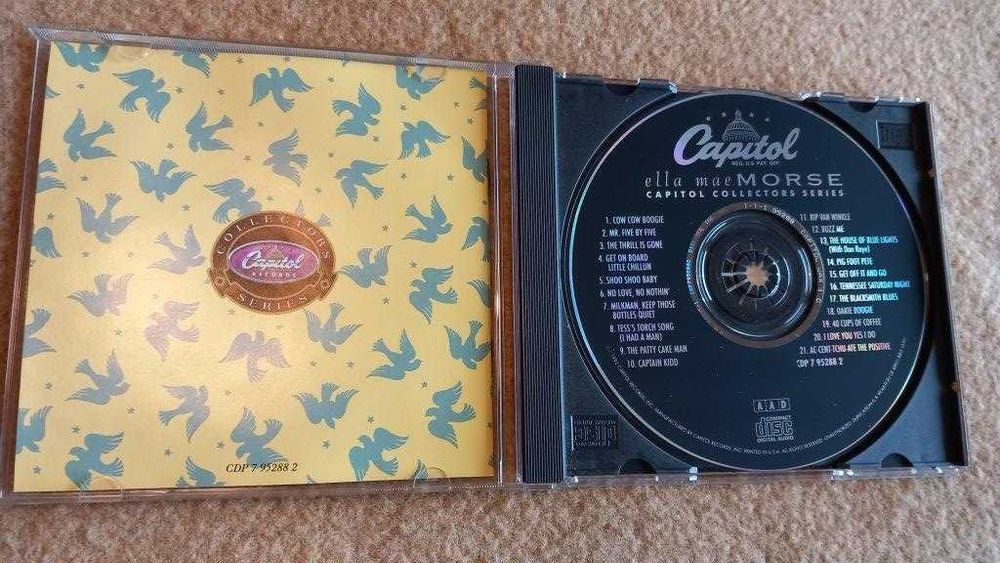 COLLECTORS
Capitol
RECORDS
SERIES
CDP 7 95288 2
Capitol
REG. U.S. PAT. OFF.
ella mae MORSE
CAPITOL COLLECTORS SERIES
1. COW COW BOOGIE
2. MR. FIVE BY FIVE
3. THE THRILL IS GONE
4. GET ON BOARD
LITTLE CHILLUN
5. SHOO SHOO BABY
6. NO LOVE, NO NOTHIN'
7. MILKMAN, KEEP THOSE
BOTTLES QUIET
8. TESS'S TORCH SONG
(I HAD A MAN)
9. THE PATTY CAKE MAN
10. CAPTAIN KIDD
11. RIP VAN WINKLE
12. BUZZ ME
13. THE HOUSE OF BLUE LIGHTS
(With Don Raye)
14. PIG FOOT PETE
15. GET OFF IT AND GO
16. TENNESSEE SATURDAY NIGHT
17. THE BLACKSMITH BLUES
18. OAKIE BOOGIE
19. 40 CUPS OF COFFEE
20. I LOVE YOU YES I DO
21. AC-CENT-TCHU-ATE THE POSITIVE
CDP 7 95288 2
AAD
COMPACT
disc
DIGITAL AUDIO